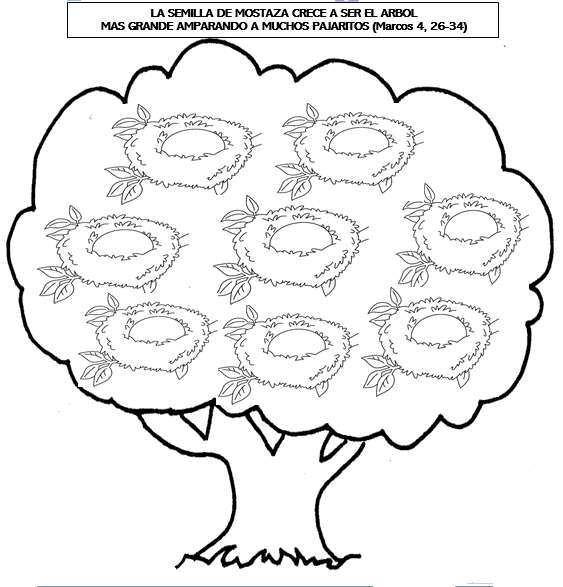 LA SEMILLA DE MOSTAZA CRECE A SER EL ARBOL
MAS GRANDE AMPARANDO A MUCHOS PAJARITOS (Marcos 4, 26-34)